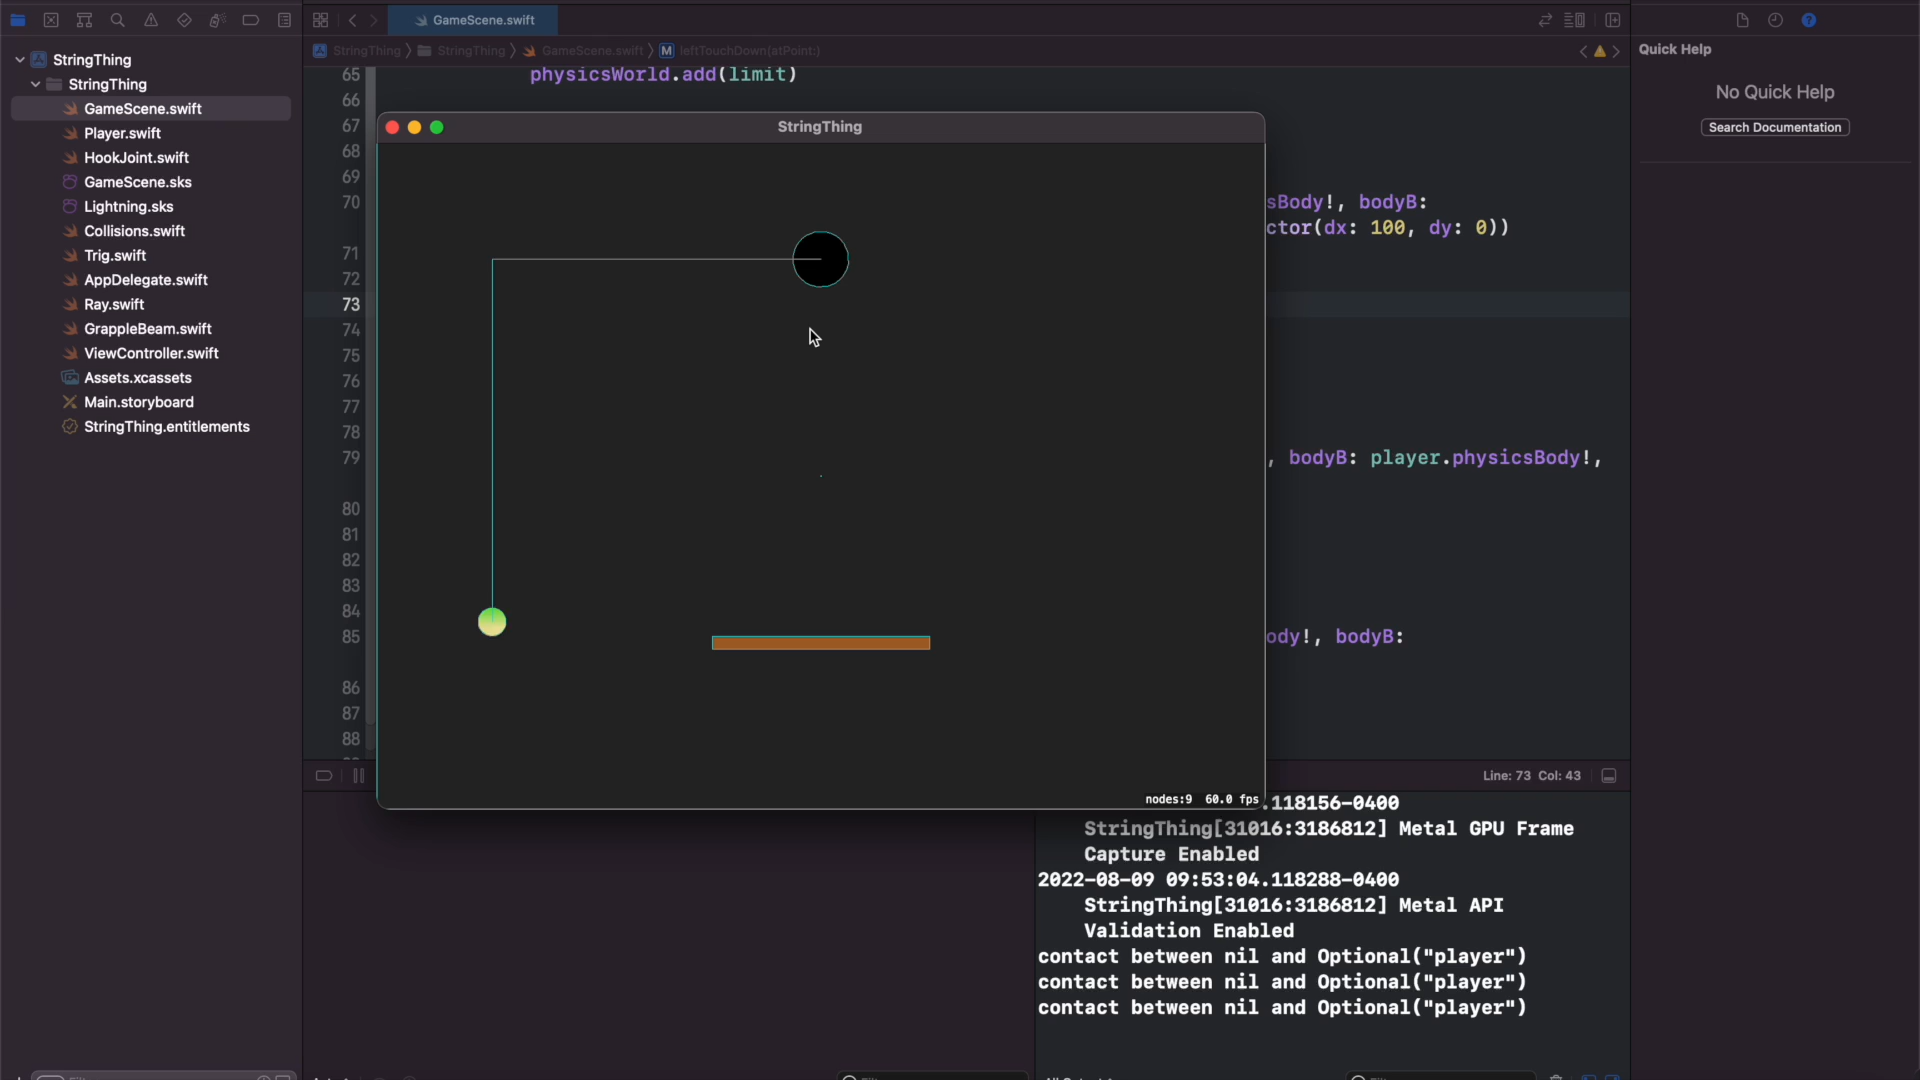 GameScene.swift
StringThing
StringThing
GameScene.swift
Player.swift
HookJoint.swift
GameScene.sks
Lightning.sks
Collisions.swift
Trig.swift
AppDelegate.swift
Ray.swift
GrappleBeam.swift
ViewController.swift
Assets.xcassets
Main.storyboard
StringThing.entitlements
StringThing StringThing GameScene.swift M leftTouchDown(atPoint:)
65 physicsWorld.add(limit)
66
67
68
69
70 sBody!, bodyB:
ctor(dx: 100, dy: 0))
71
72
73
74
75
76
77
78
79 , bodyB: player.physicsBody!,
80
81
82
83
84
85 ody!, bodyB:
86
87
88
StringThing
nodes:9 60.0 fps
Line: 73 Col: 43
.118156-0400
StringThing[31016:3186812] Metal GPU Frame
Capture Enabled
2022-08-09 09:53:04.118288-0400
StringThing[31016:3186812] Metal API
Validation Enabled
contact between nil and Optional("player")
contact between nil and Optional("player")
contact between nil and Optional("player")
Quick Help
No Quick Help
Search Documentation